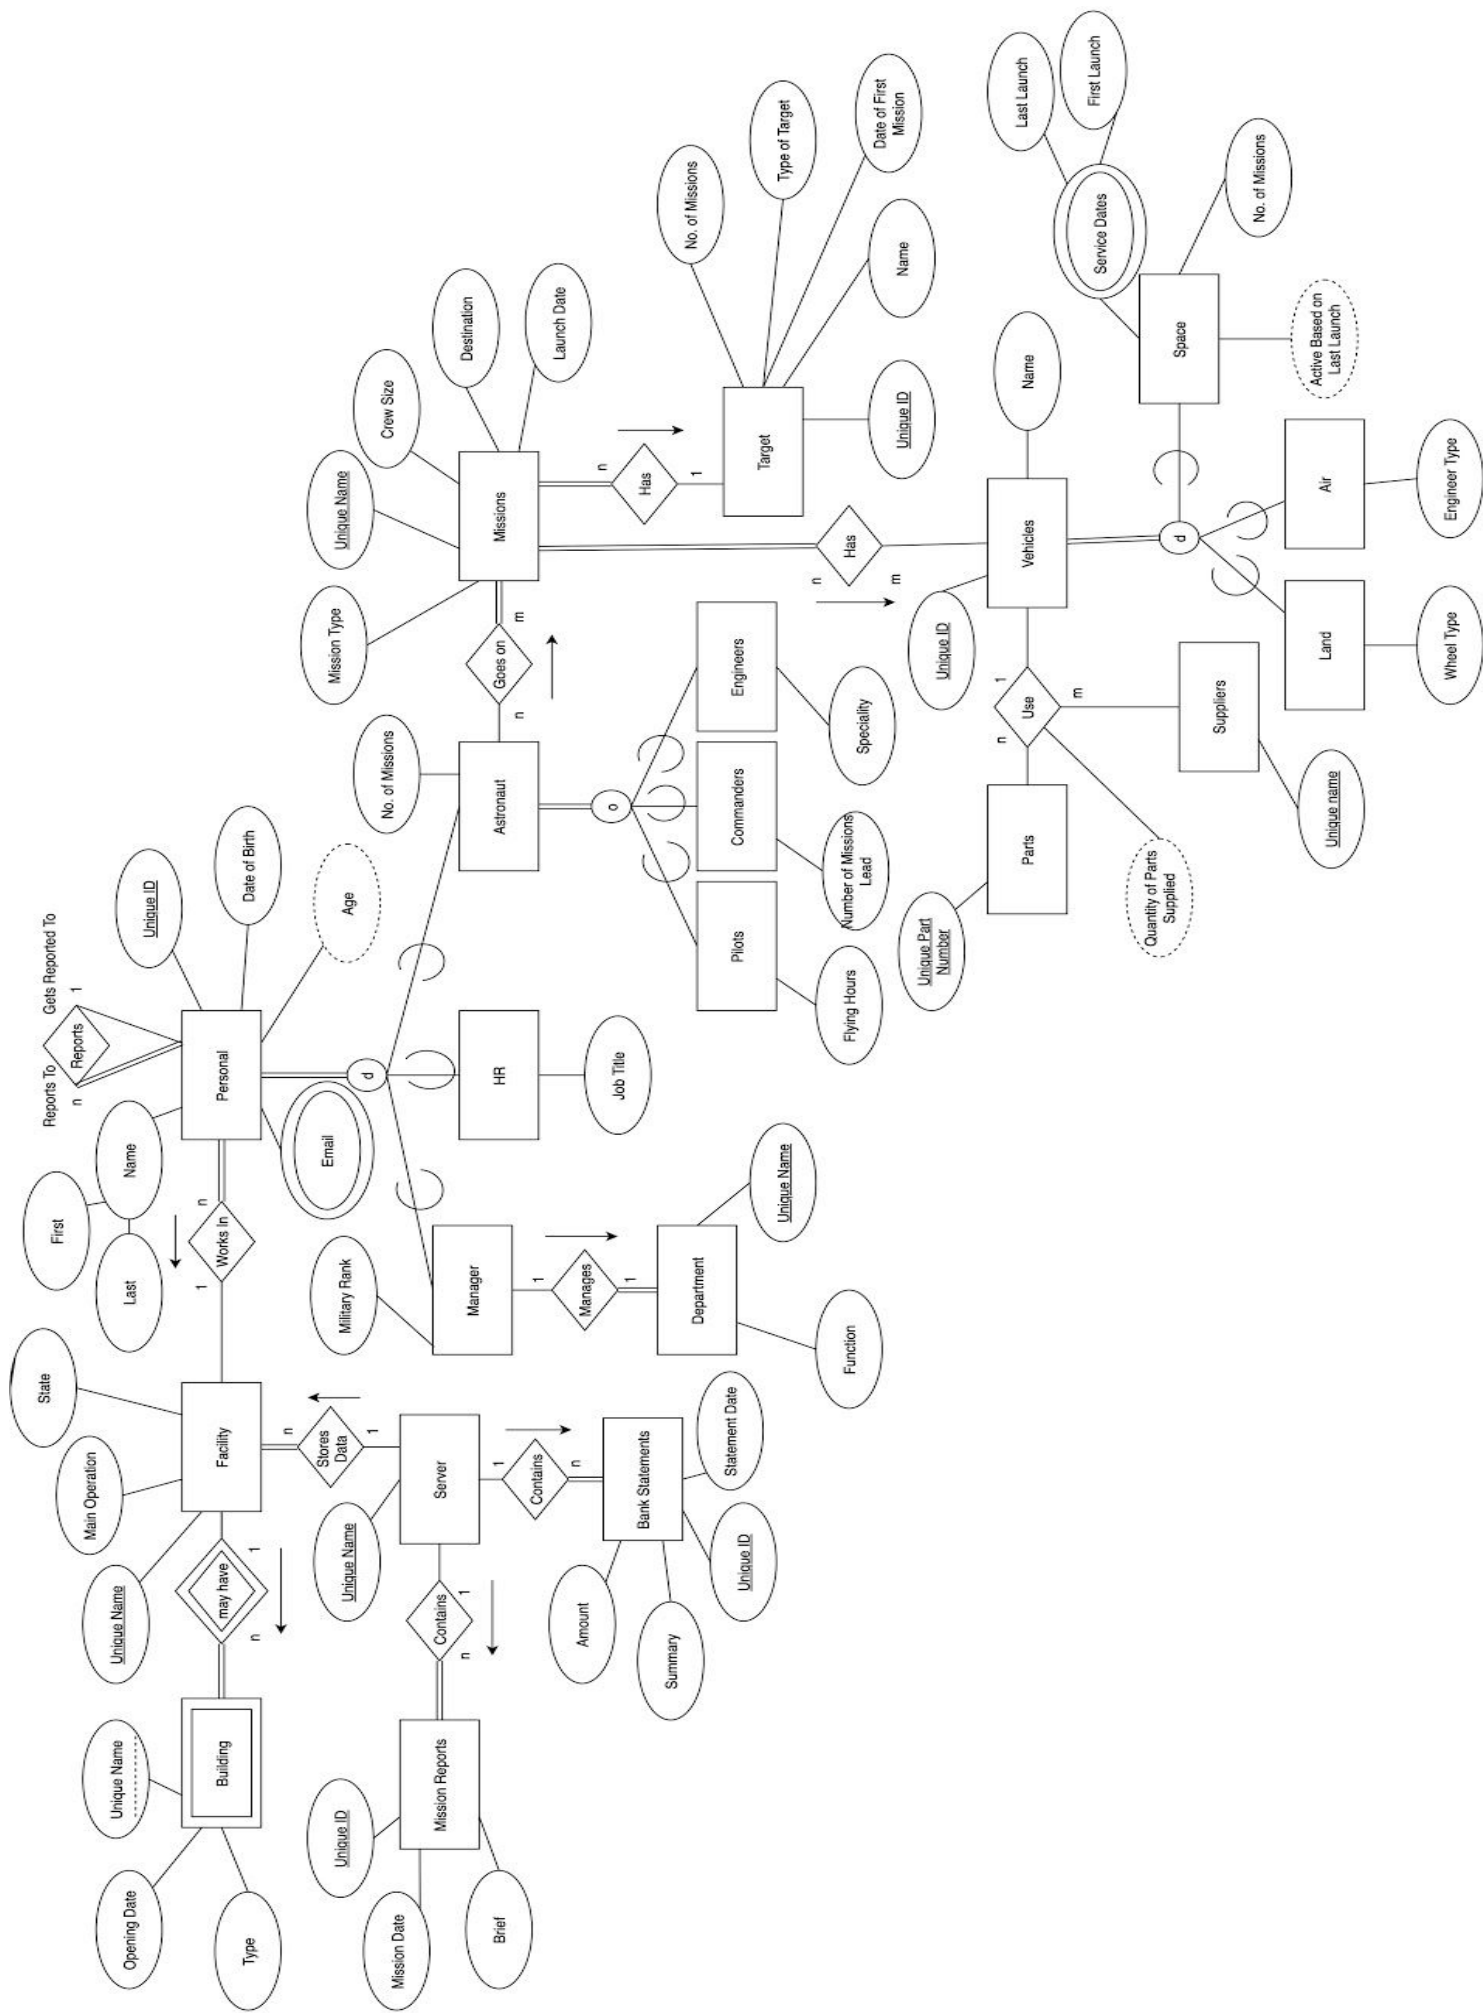 Opening Date
Unique Name
Type
Building
n
may have
1
Unique Name
Main Operation
State
Facility
1
Works In
n
First
Last
Name
Reports To
n
Reports
Gets Reported To
1
Personal
Unique ID
Date of Birth
Age
Email
d
n
Stores
Data
1
Mission Date
Unique ID
Brief
Mission Reports
n
Contains
1
Unique Name
Server
1
Contains
n
Amount
Summary
Bank Statements
Unique ID
Statement Date
Military Rank
Manager
1
Manages
1
Department
Unique Name
Function
HR
Job Title
No. of Missions
Astronaut
n
Goes on
m
o
Pilots
Commanders
Engineers
Flying Hours
Number of Missions
Lead
Speciality
Mission Type
Unique Name
Crew Size
Destination
Launch Date
Missions
n
Has
1
No. of Missions
Type of Target
Date of First
Mission
Name
Target
Unique ID
n
Has
m
Unique ID
Name
Vehicles
Unique Part
Number
Parts
n
Use
1
m
Quantity of Parts
Supplied
Suppliers
Unique name
d
Land
Wheel Type
Air
Engineer Type
Space
Last Launch
First Launch
Service Dates
No. of Missions
Active Based on
Last Launch